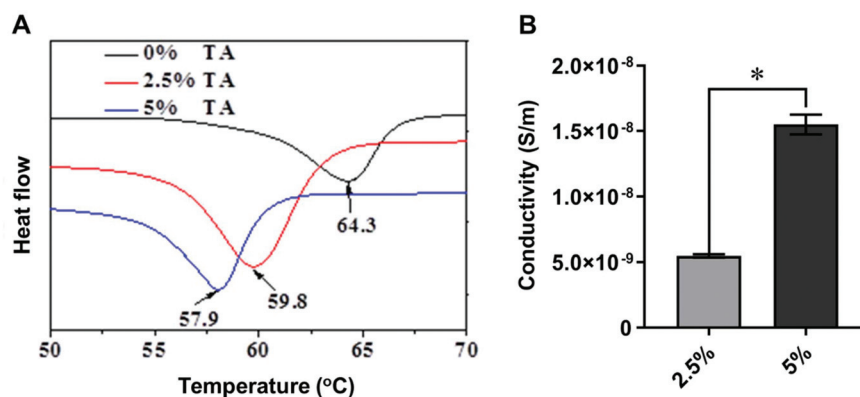 A
0% TA
2.5% TA
5% TA
Heat flow
64.3
59.8
57.9
50 55 60 65 70
Temperature (°C)
B
2.0×10⁻⁸
1.5×10⁻⁸
1.0×10⁻⁸
5.0×10⁻⁹
0
Conductivity (S/m)
*
2.5%
5%